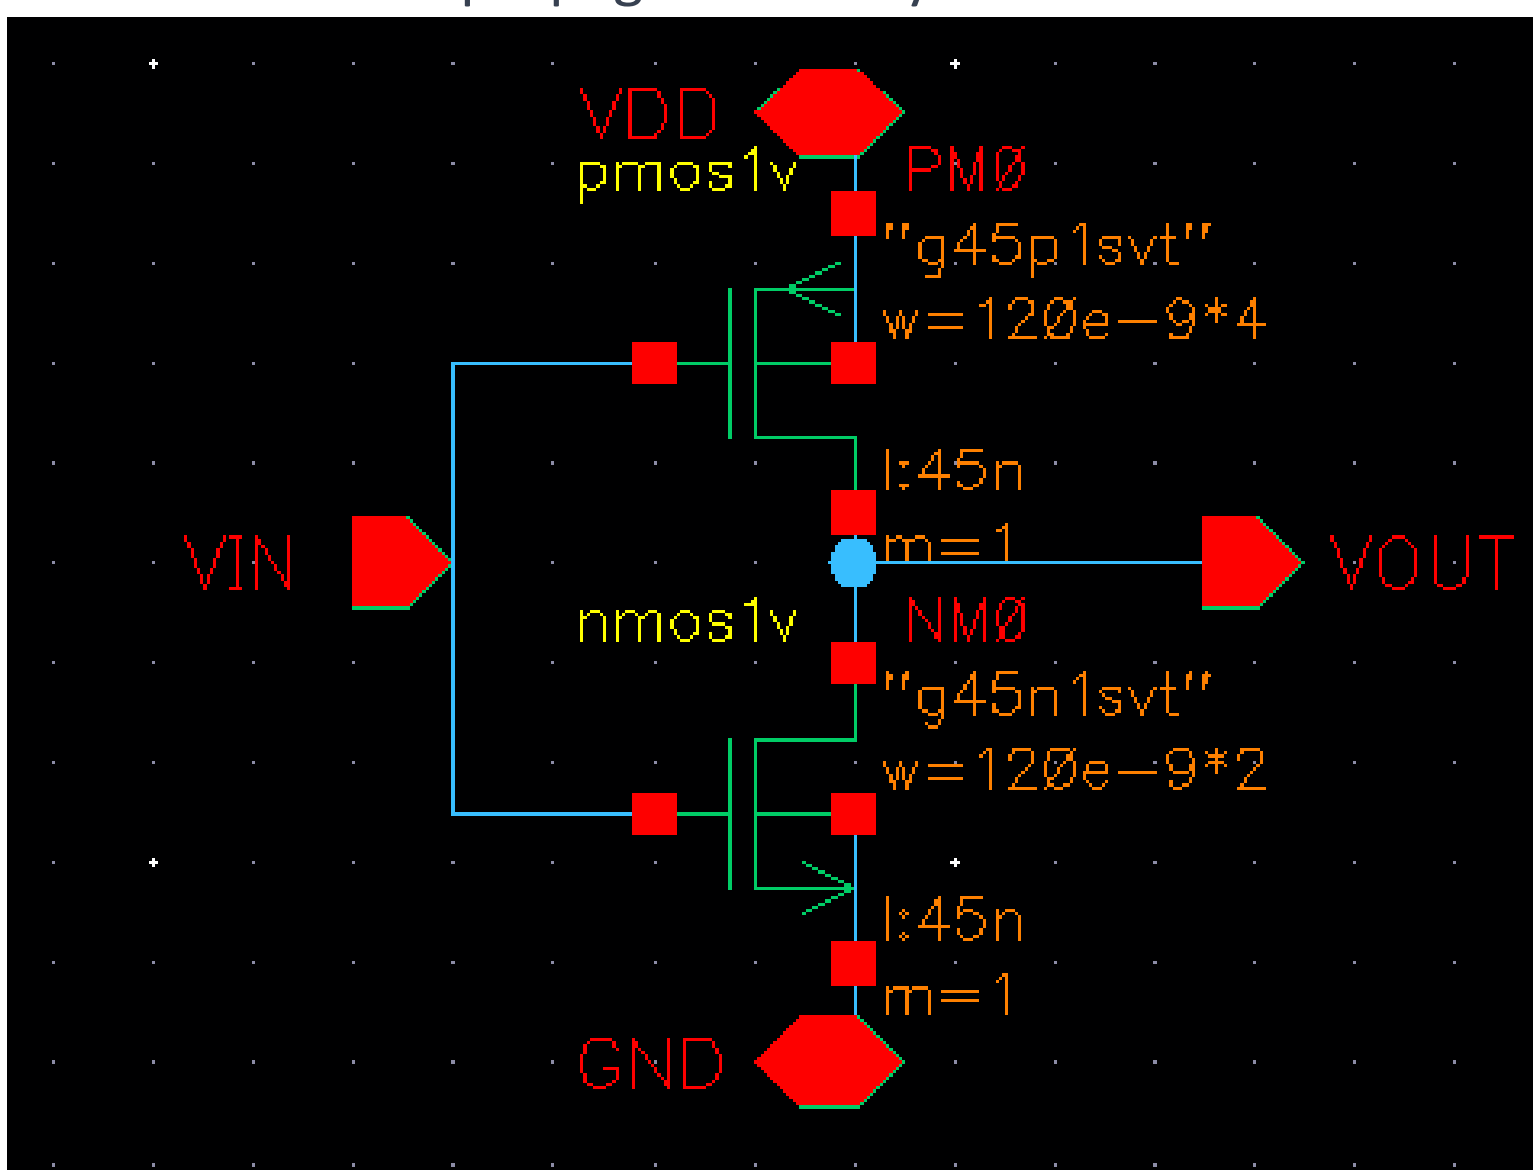 VDD
pmos1v
PM0
"g45p1svt"
w=120e-9*4
l:45n
m=1
VIN
VOUT
nmos1v
NM0
"g45n1svt"
w=120e-9*2
l:45n
m=1
GND